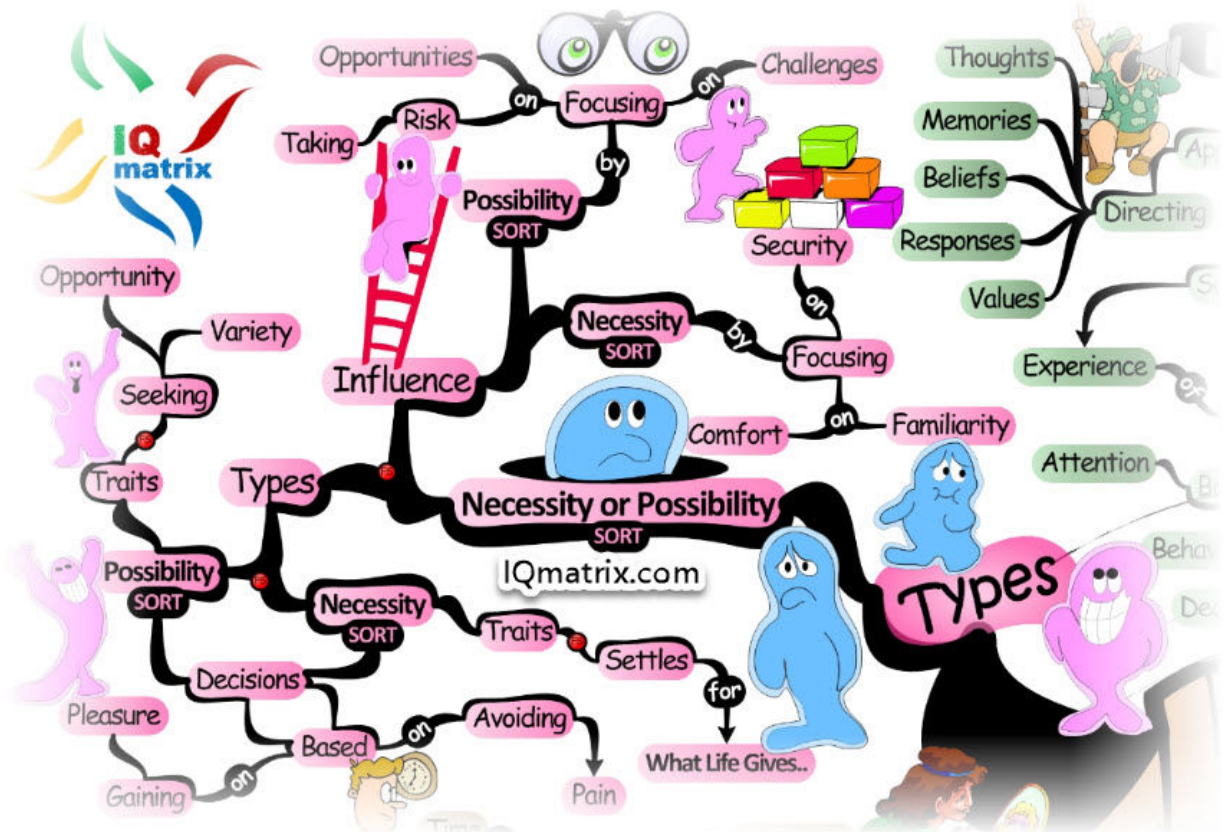 IQ
matrix
Opportunities
on
Focusing
on
Challenges
Taking
Risk
by
Possibility
SORT
Security
on
Necessity
SORT
by
Focusing
Influence
Comfort
on
Familiarity
Opportunity
Variety
Seeking
Traits
Types
Necessity or Possibility
SORT
IQmatrix.com
Types
Possibility
SORT
Necessity
SORT
Traits
Settles
for
What Life Gives..
Decisions
Based
on
Avoiding
Pain
Pleasure
Gaining
on
Time
Thoughts
Memories
Beliefs
Responses
Values
Directing
Experience
Attention